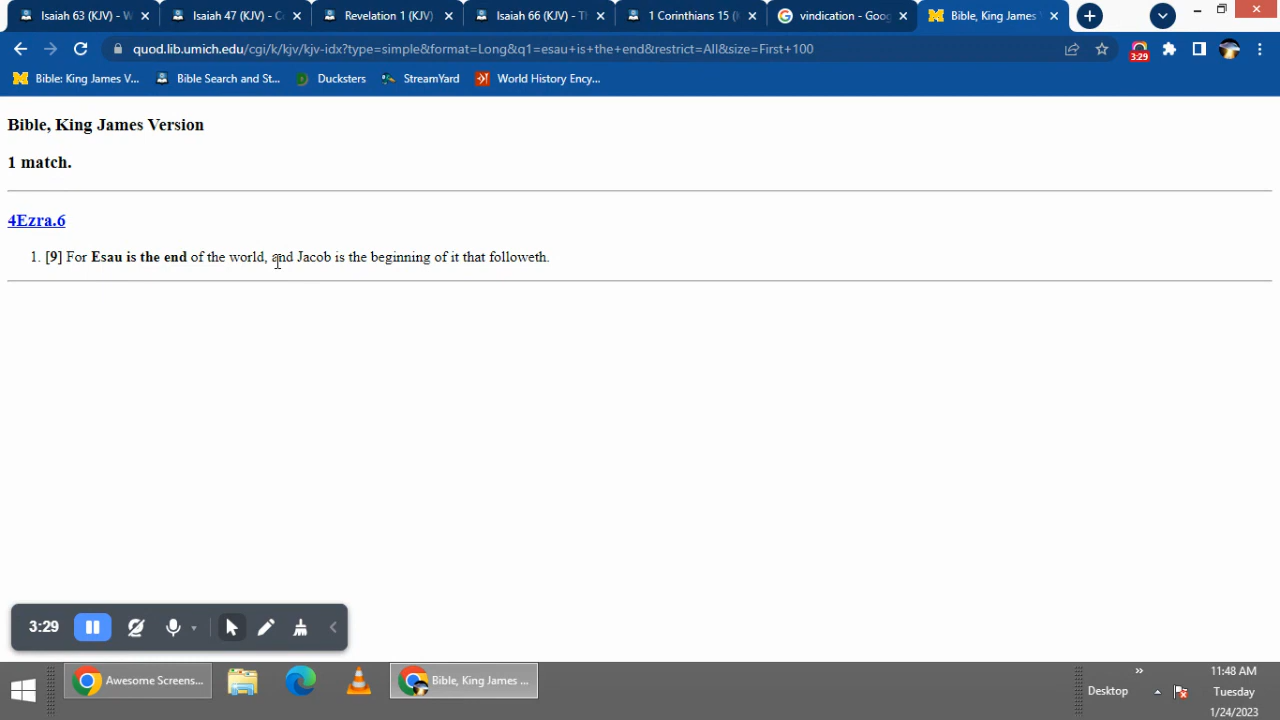 Isaiah 63 (KJV) - W
Isaiah 47 (KJV) - C
Revelation 1 (KJV)
Isaiah 66 (KJV) - T
1 Corinthians 15 (
vindication - Goog
Bible, King James
quod.lib.umich.edu/cgi/k/kjv/kjv-idx?type=simple&format=Long&q1=esau+is+the+end&restrict=All&size=First+100
3:29
Bible: King James V...
Bible Search and St...
Ducksters
StreamYard
World History Ency...
Bible, King James Version
1 match.
4Ezra.6
1. [9] For Esau is the end of the world, and Jacob is the beginning of it that followeth.
3:29
Awesome Screens...
Bible, King James ...
Desktop
11:48 AM
Tuesday
1/24/2023